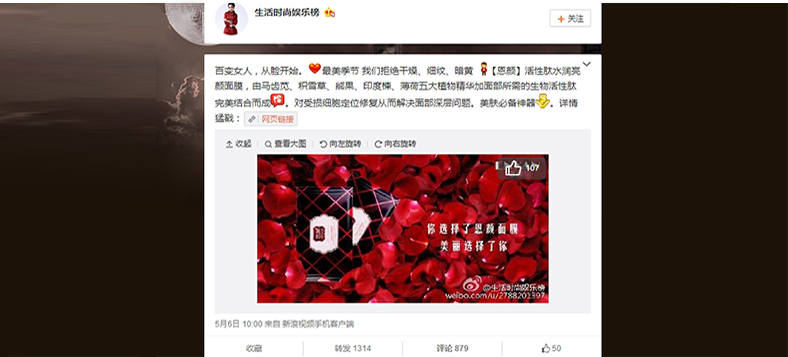 生活时尚娱乐榜
+ 关注
百变女人，从脸开始。 最美季节 我们拒绝干燥、细纹、暗黄 【恩颜】活性肽水润亮
颜面膜，由马齿苋、积雪草、熊果、印度楝、薄荷五大植物精华加面部所需的生物活性肽
完美结合而成 。对受损细胞定位修复从而解决面部深层问题。美肤必备神器 。详情
猛戳： 网页链接
收起 查看大图 向左旋转 向右旋转
107
你选择了恩颜面膜
美丽选择了你
@生活时尚娱乐榜
weibo.com/u/2788201397
5月6日 10:00 来自 新浪视频手机客户端
收藏 转发 1314 评论 879 50